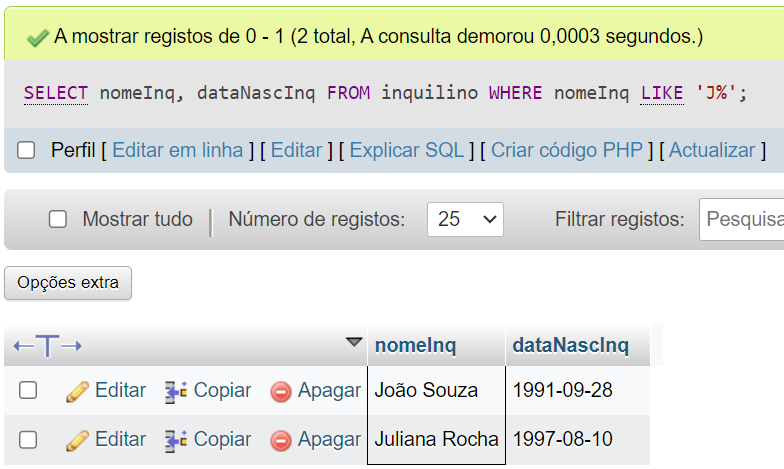 A mostrar registos de 0 - 1 (2 total, A consulta demorou 0,0003 segundos.)
SELECT nomeInq, dataNascInq FROM inquilino WHERE nomeInq LIKE 'J%';
Perfil [ Editar em linha ] [ Editar ] [ Explicar SQL ] [ Criar código PHP ] [ Actualizar ]
Mostrar tudo | Número de registos: 25 Filtrar registos: Pesquisa
Opções extra
←T→ nomeInq dataNascInq
Editar Copiar Apagar João Souza 1991-09-28
Editar Copiar Apagar Juliana Rocha 1997-08-10